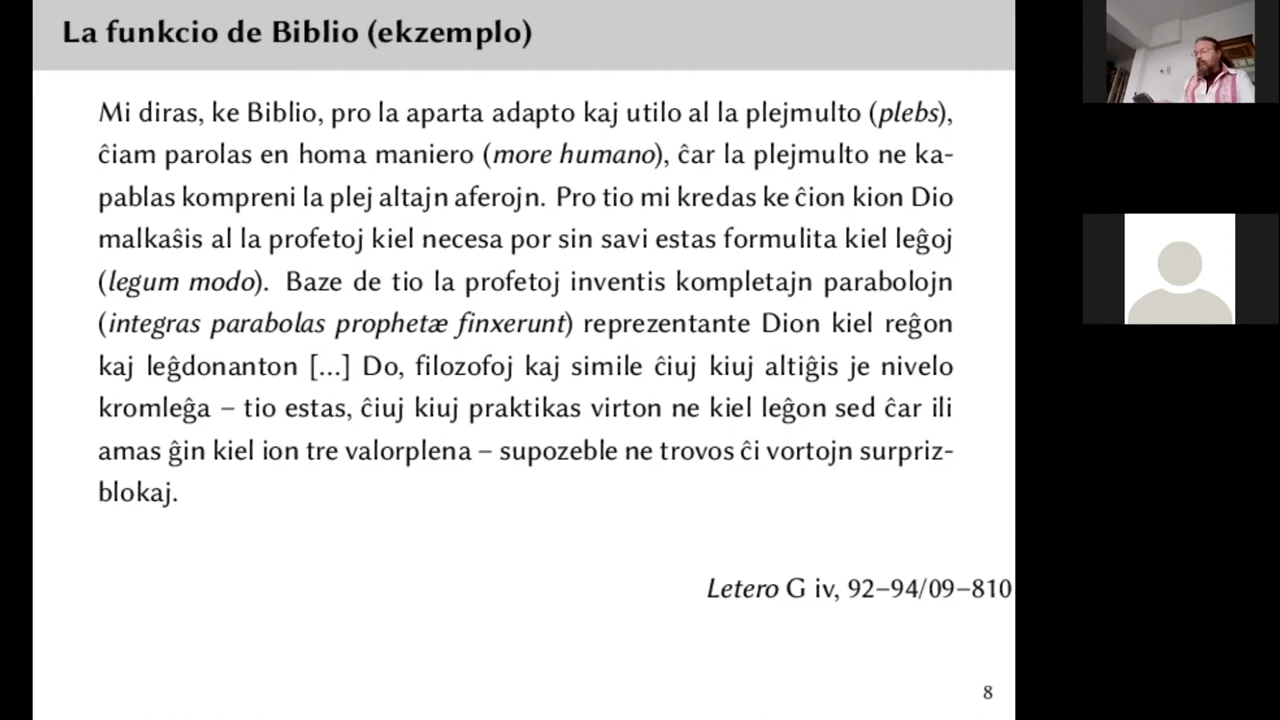 La funkcio de Biblio (ekzemplo)
Mi diras, ke Biblio, pro la aparta adapto kaj utilo al la plejmulto (plebs),
ĉiam parolas en homa maniero (more humano), ĉar la plejmulto ne ka-
pablas kompreni la plej altajn aferojn. Pro tio mi kredas ke ĉion kion Dio
malkaŝis al la profetoj kiel necesa por sin savi estas formulita kiel leĝoj
(legum modo). Baze de tio la profetoj inventis kompletajn parabolojn
(integras parabolas prophetæ finxerunt) reprezentante Dion kiel reĝon
kaj leĝdonanton [...] Do, filozofoj kaj simile ĉiuj kiuj altiĝis je nivelo
kromleĝa – tio estas, ĉiuj kiuj praktikas virton ne kiel leĝon sed ĉar ili
amas ĝin kiel ion tre valorplena – supozeble ne trovos ĉi vortojn surpriz-
blokaj.
Letero G iv, 92–94/09–810
8